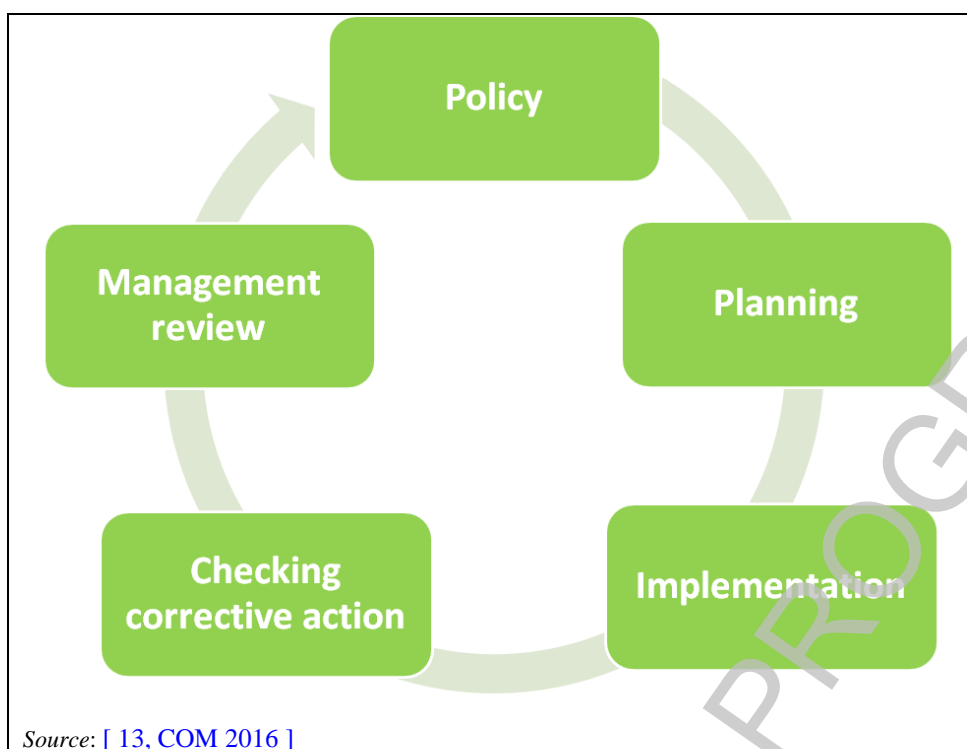 Policy
Planning
Implementation
Checking
corrective action
Management
review
Source: [ 13, COM 2016 ]